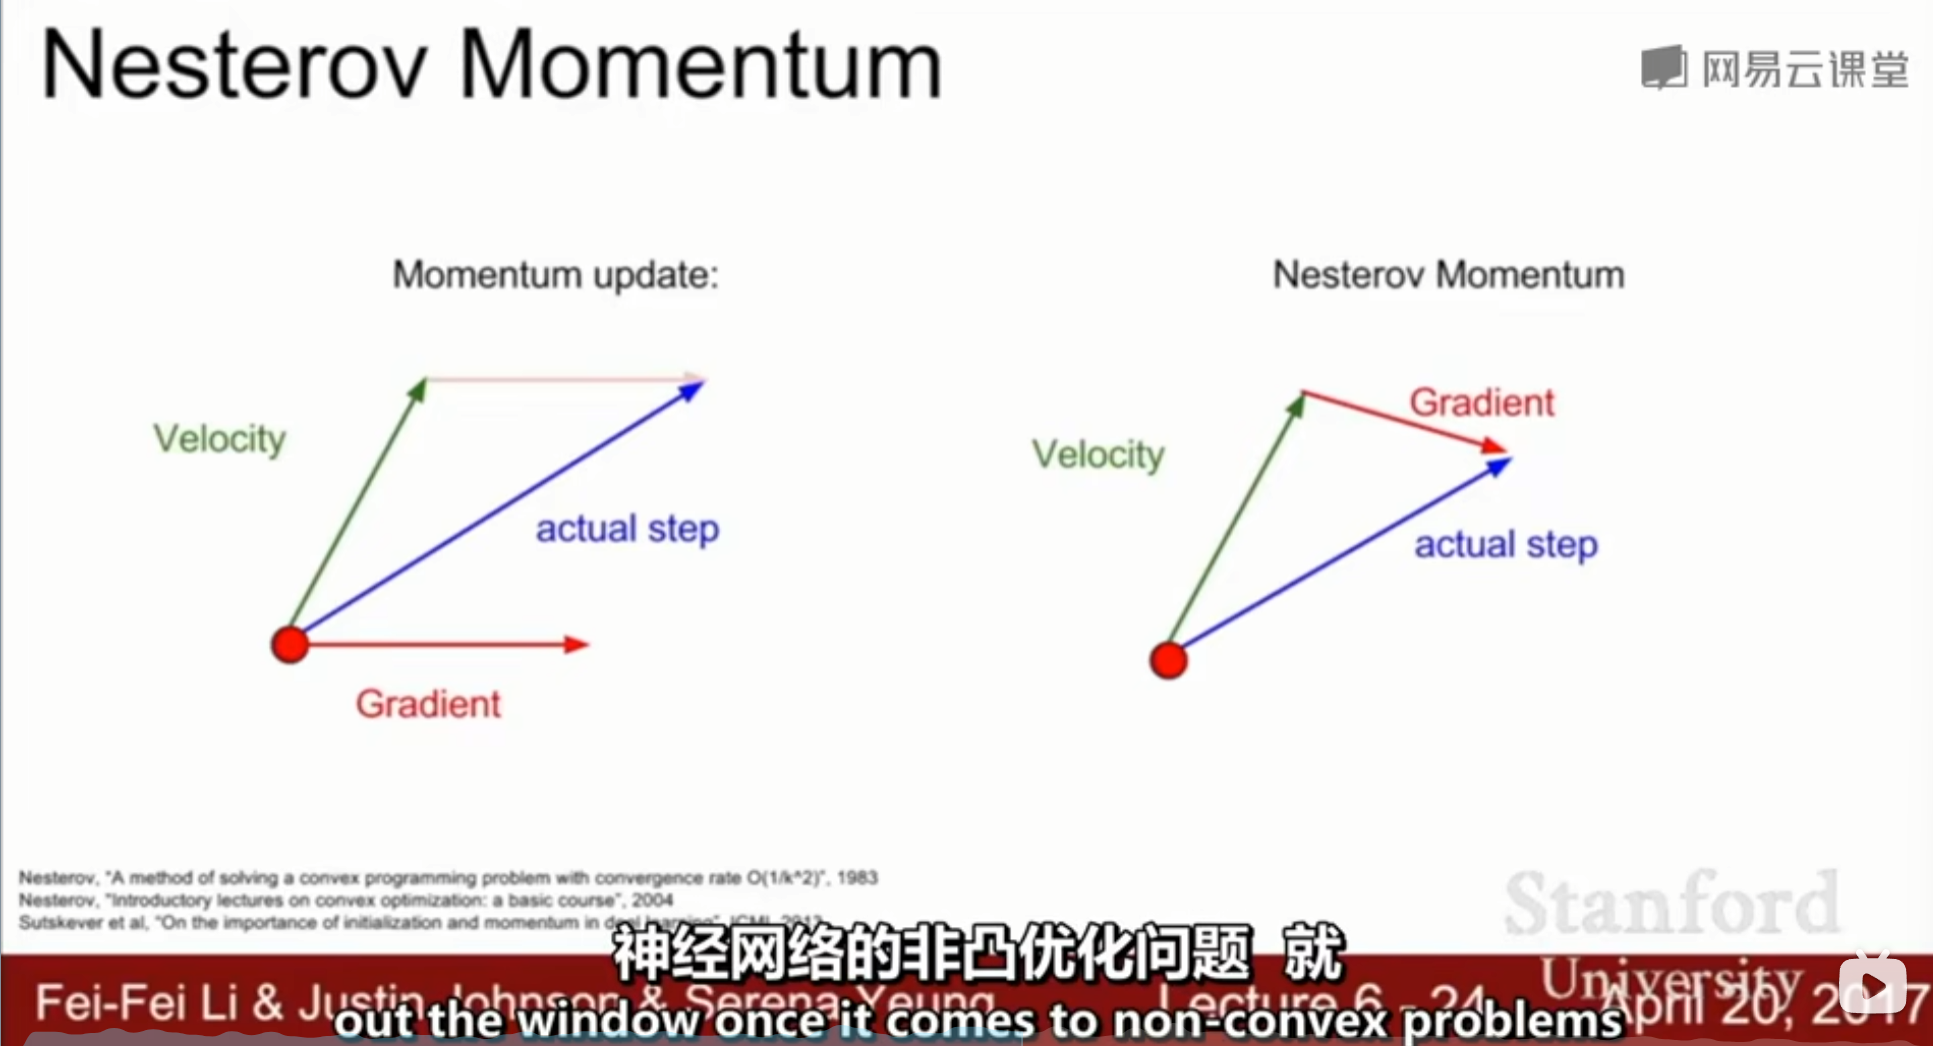 Nesterov Momentum
网易云课堂
Momentum update:
Nesterov Momentum
Velocity
actual step
Gradient
Velocity
Gradient
actual step
Nesterov, "A method of solving a convex programming problem with convergence rate O(1/k^2)", 1983
Nesterov, "Introductory lectures on convex optimization: a basic course", 2004
Sutskever et al, "On the importance of initialization and momentum in deep learning", ICML 2013
Stanford
University
神经网络的非凸优化问题 就
Fei-Fei Li & Justin Johnson & Serena Yeung
Lecture 6 - 24
April 20, 2017
out the window once it comes to non-convex problems